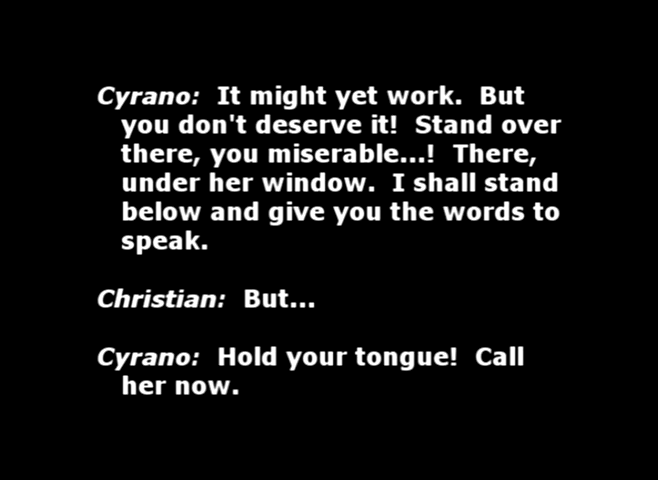 Cyrano:  It might yet work.  But
you don't deserve it!  Stand over
there, you miserable...!  There,
under her window.  I shall stand
below and give you the words to
speak.
Christian:  But...
Cyrano:  Hold your tongue!  Call
her now.